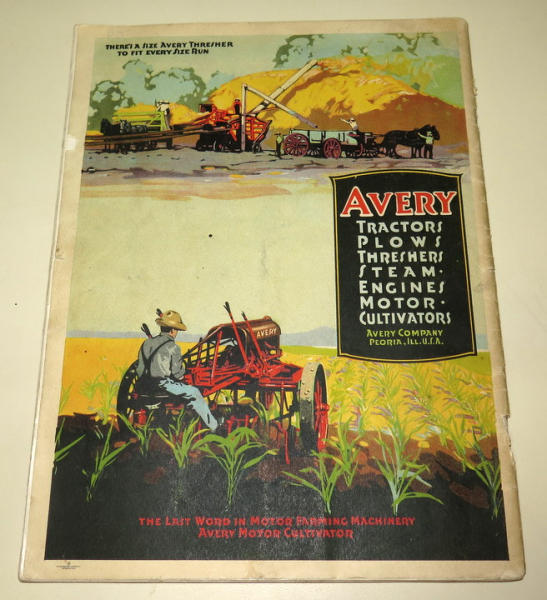 THERE'S A SIZE AVERY THRESHER
TO FIT EVERY SIZE RUN
AVERY
TRACTORS
PLOWS
THRESHERS
STEAM-
ENGINES
MOTOR-
CULTIVATORS
AVERY COMPANY
PEORIA, ILL. U.S.A.
AVERY
THE LAST WORD IN MOTOR FARMING MACHINERY
AVERY MOTOR CULTIVATOR